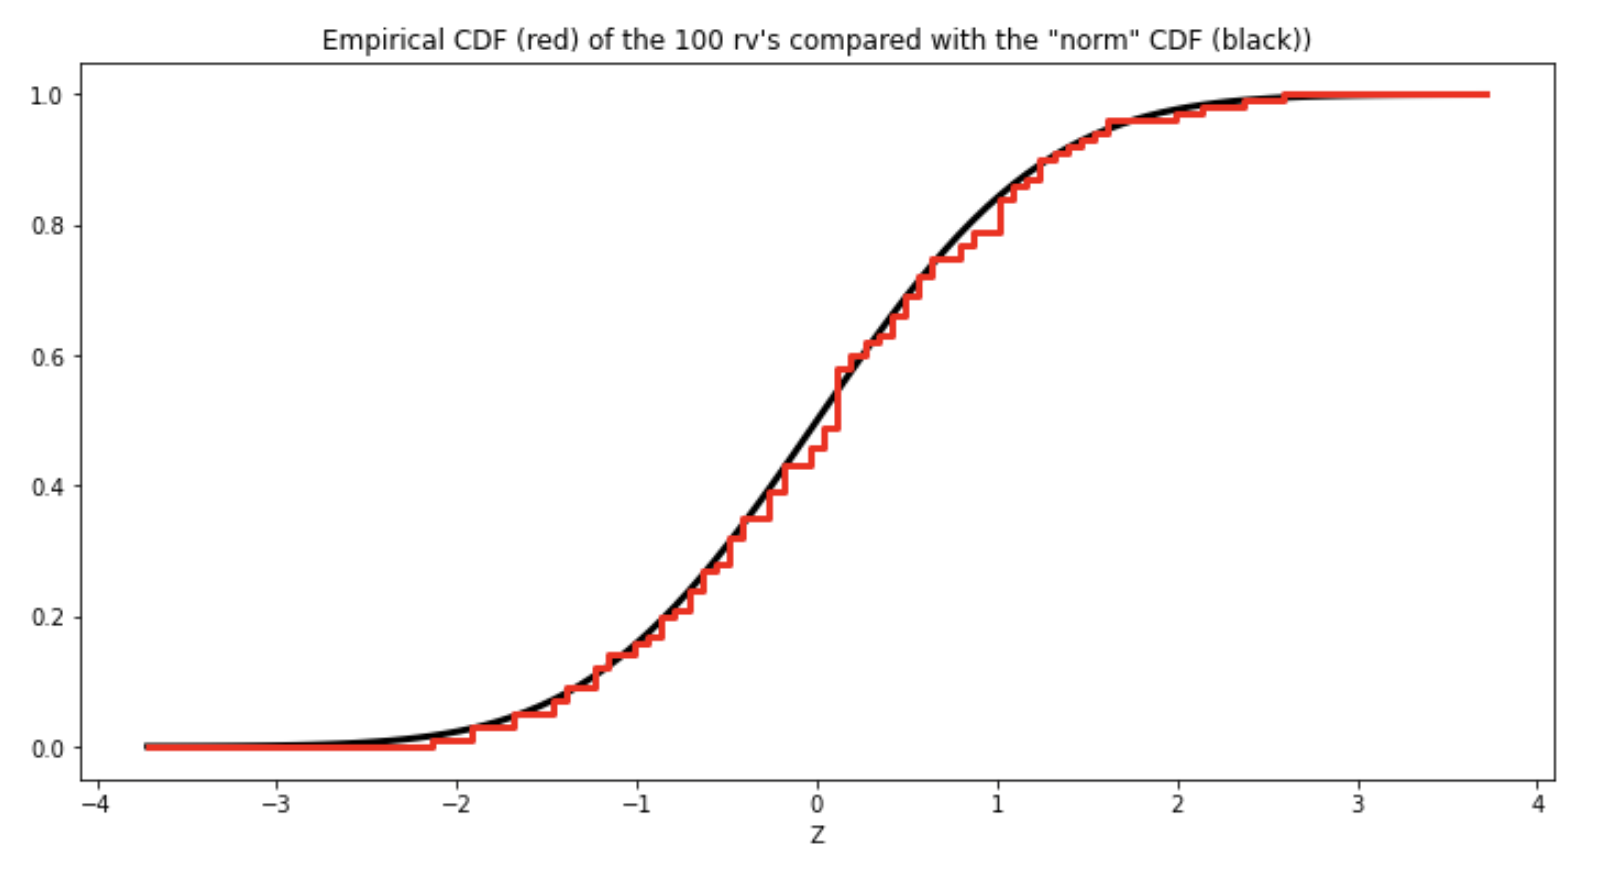 Empirical CDF (red) of the 100 rv's compared with the "norm" CDF (black))
1.0
0.8
0.6
0.4
0.2
0.0
−4 −3 −2 −1 0 1 2 3 4
Z